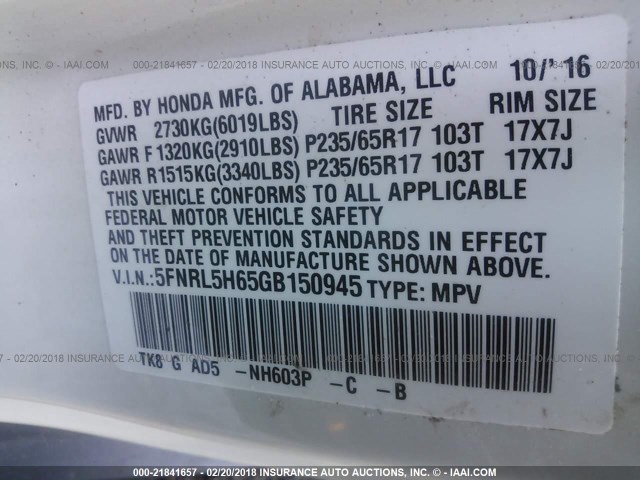 000-21841657 - 02/20/2018 INSURANCE AUTO AUCTIONS - IAAI.COM
MFD. BY HONDA MFG. OF ALABAMA, LLC 10/'16
GVWR 2730KG(6019LBS) TIRE SIZE RIM SIZE
GAWR F1320KG(2910LBS) P235/65R17 103T 17X7J
GAWR R1515KG(3340LBS) P235/65R17 103T 17X7J
THIS VEHICLE CONFORMS TO ALL APPLICABLE
FEDERAL MOTOR VEHICLE SAFETY
AND THEFT PREVENTION STANDARDS IN EFFECT
ON THE DATE OF MANUFACTURE SHOWN ABOVE.
V.I.N.:5FNRL5H65GB150945 TYPE: MPV
TK8 G AD5 -NH603P -C -B
000-21841657 - 02/20/2018 INSURANCE AUTO AUCTIONS - IAAI.COM